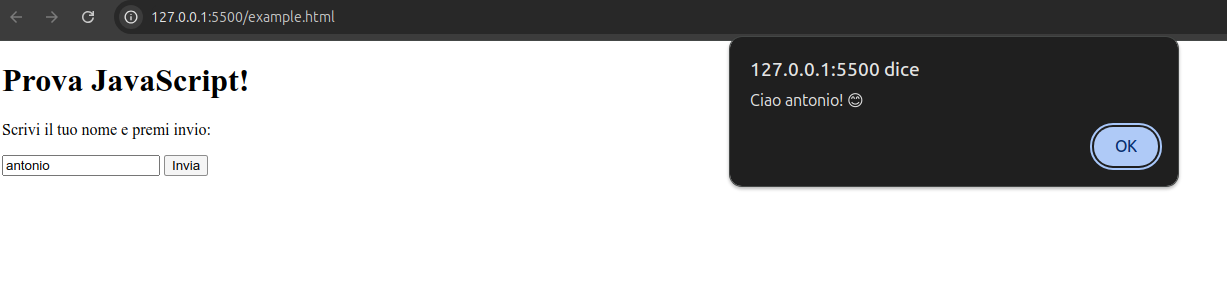 127.0.0.1:5500/example.html
Prova JavaScript!
Scrivi il tuo nome e premi invio:
antonio Invia
127.0.0.1:5500 dice
Ciao antonio! 😊
OK